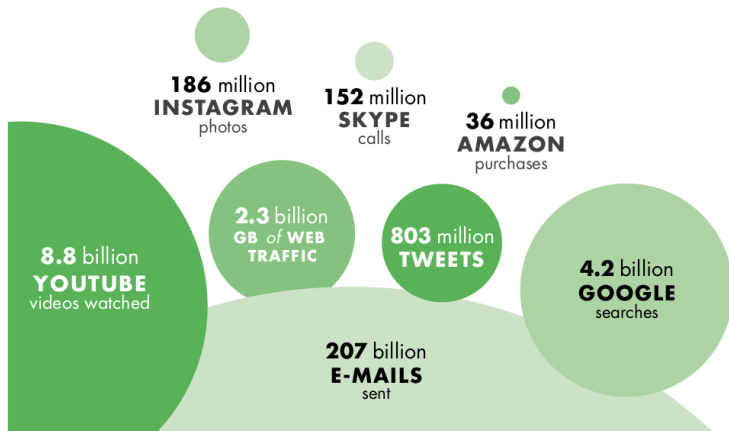 186 million
INSTAGRAM
photos
152 million
SKYPE
calls
36 million
AMAZON
purchases
8.8 billion
YOUTUBE
videos watched
2.3 billion
GB of WEB
TRAFFIC
803 million
TWEETS
4.2 billion
GOOGLE
searches
207 billion
E-MAILS
sent